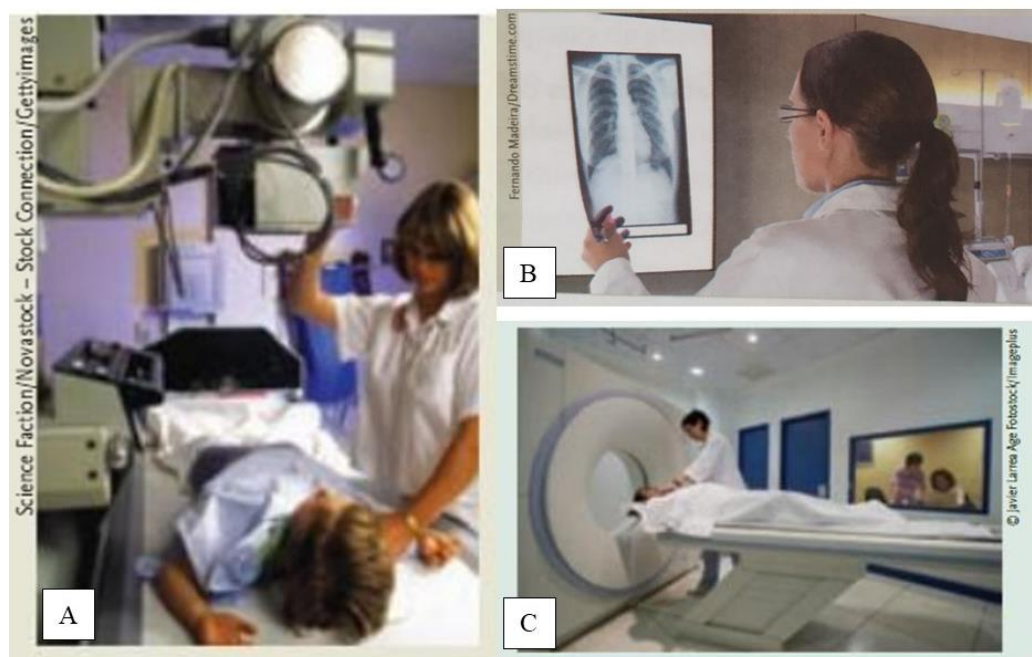 Science Faction/Novastock – Stock Connection/Gettyimages
A
Fernando Madeira/Dreamstime.com
B
© Javier Larrea Age Fotostock/Imageplus
C